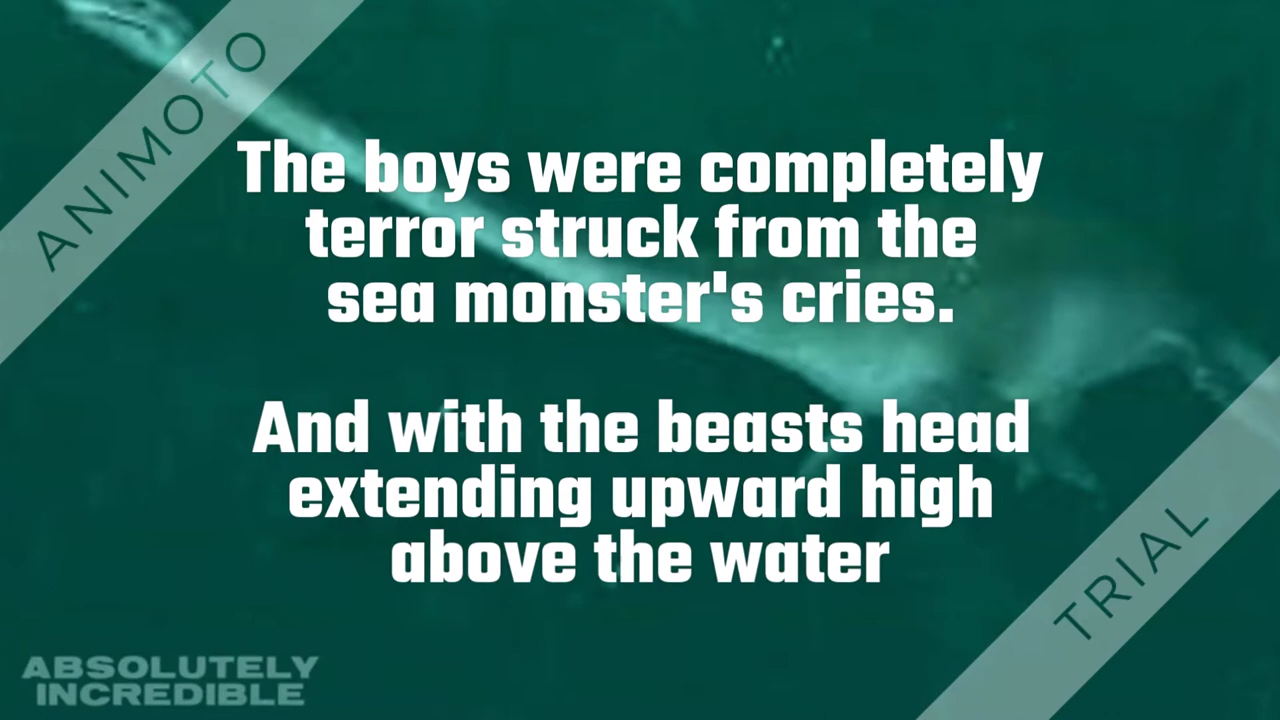 ANIMOTO
The boys were completely
terror struck from the
sea monster's cries.
And with the beasts head
extending upward high
above the water
TRIAL
ABSOLUTELY
INCREDIBLE